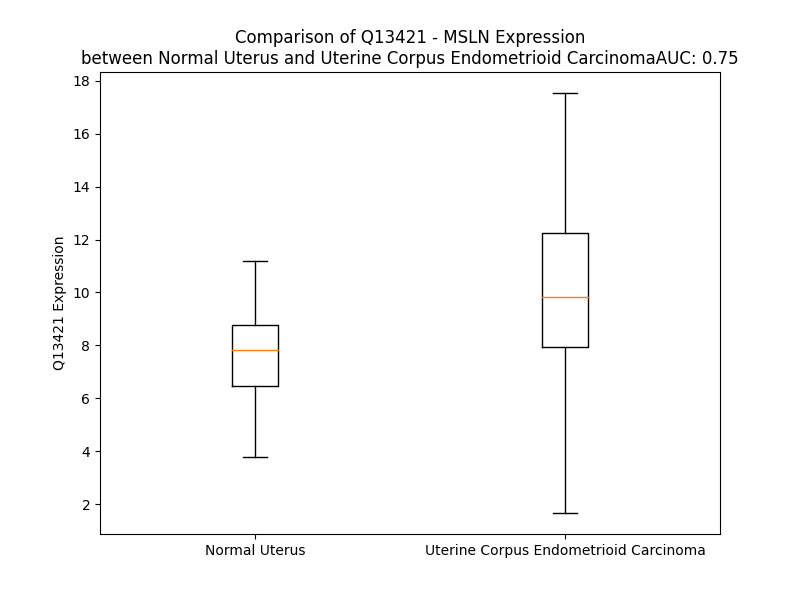 Comparison of Q13421 - MSLN Expression
between Normal Uterus and Uterine Corpus Endometrioid CarcinomaAUC: 0.75
18
16
14
12
10
8
6
4
2
Q13421 Expression
Normal Uterus
Uterine Corpus Endometrioid Carcinoma